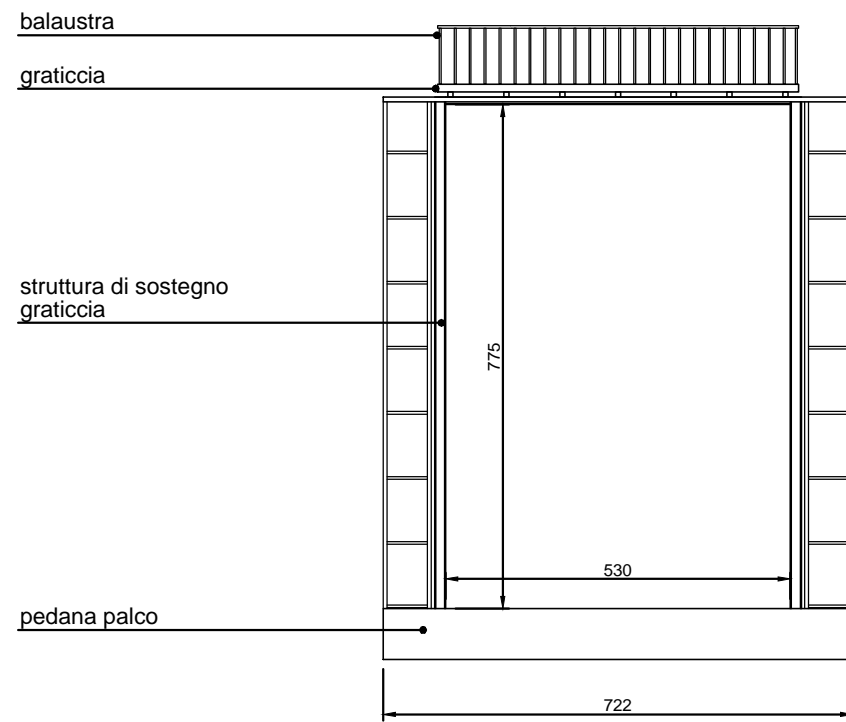 balaustra
graticcia
struttura di sostegno
graticcia
775
530
pedana palco
722